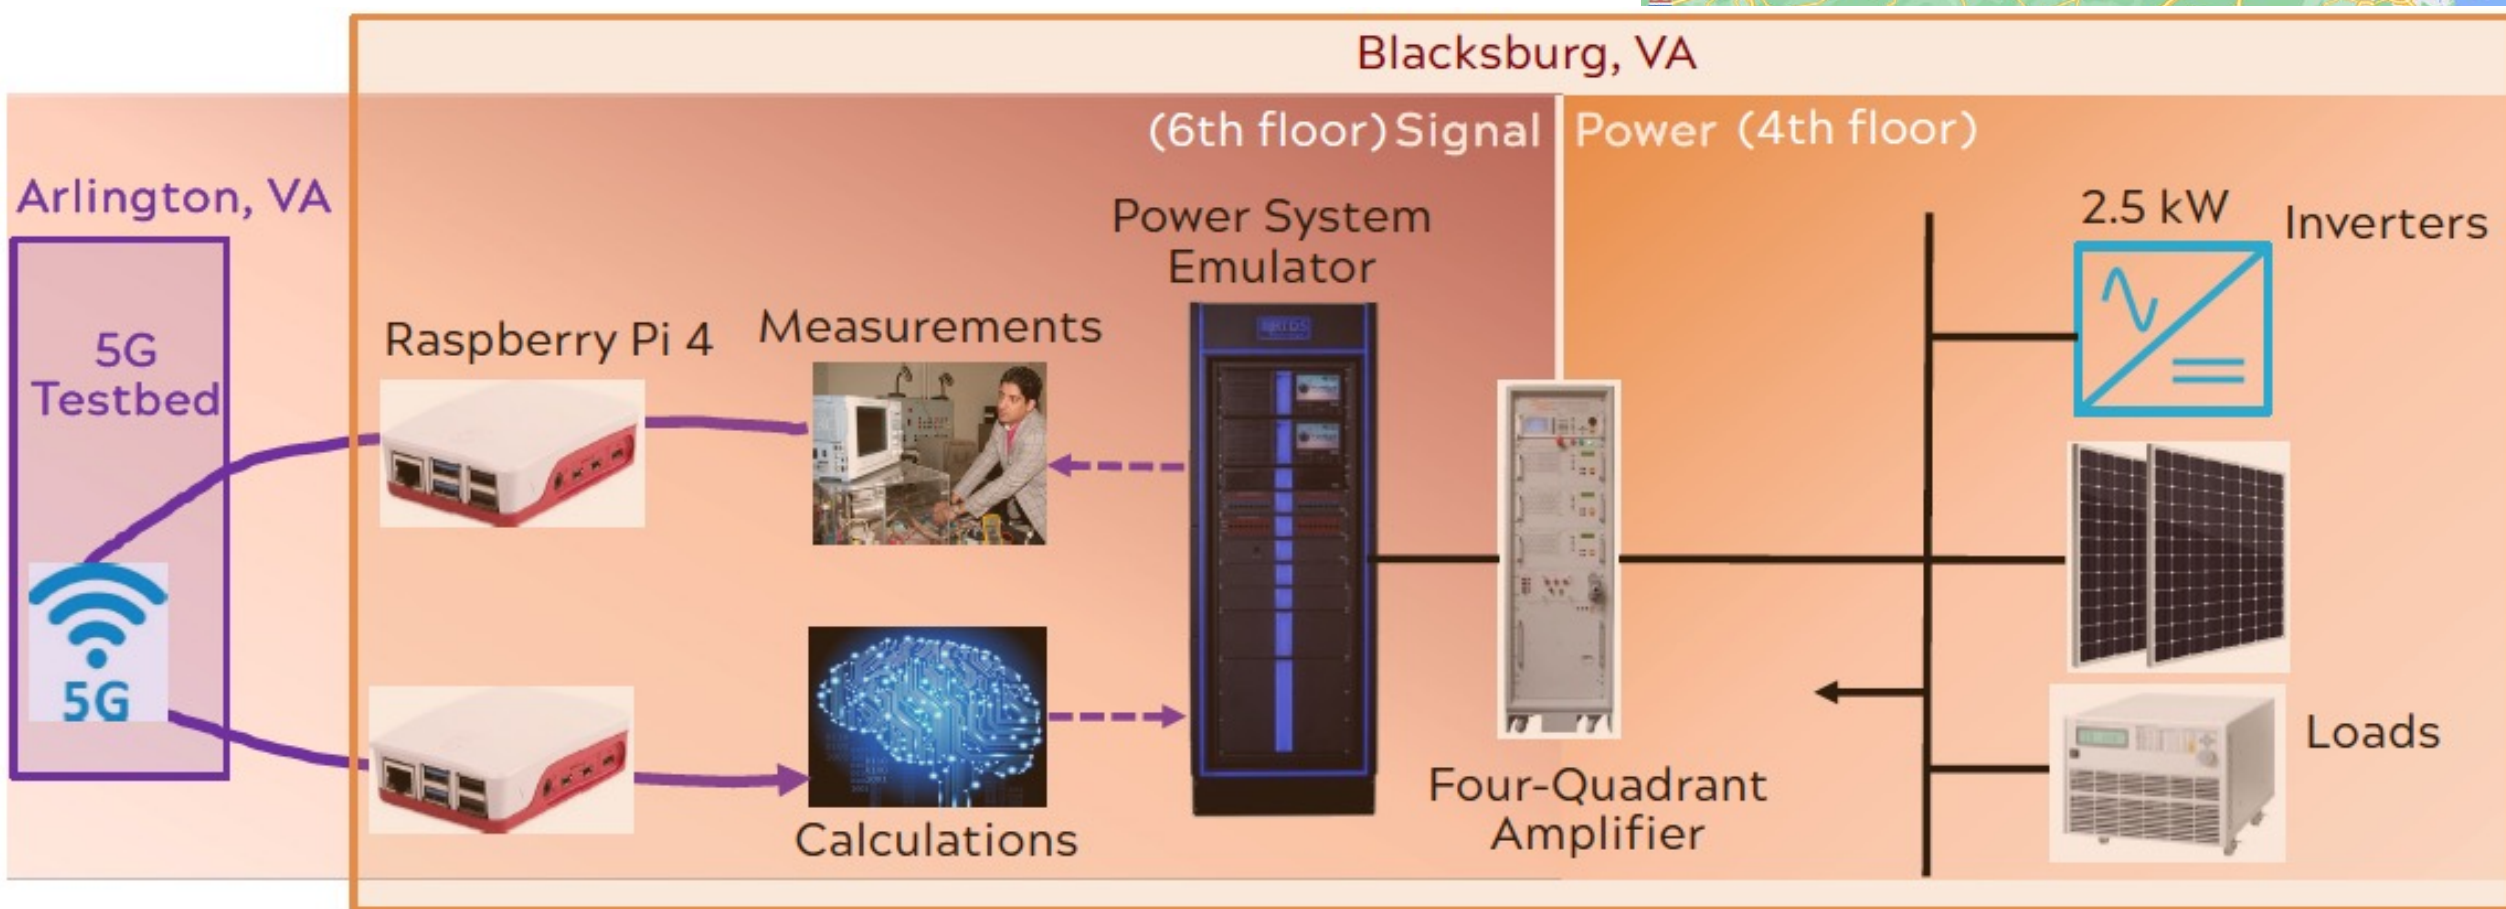 Blacksburg, VA
(6th floor) Signal
Power (4th floor)
Arlington, VA
5G
Testbed
5G
Raspberry Pi 4
Measurements
Calculations
Power System
Emulator
Four-Quadrant
Amplifier
2.5 kW
Inverters
Loads